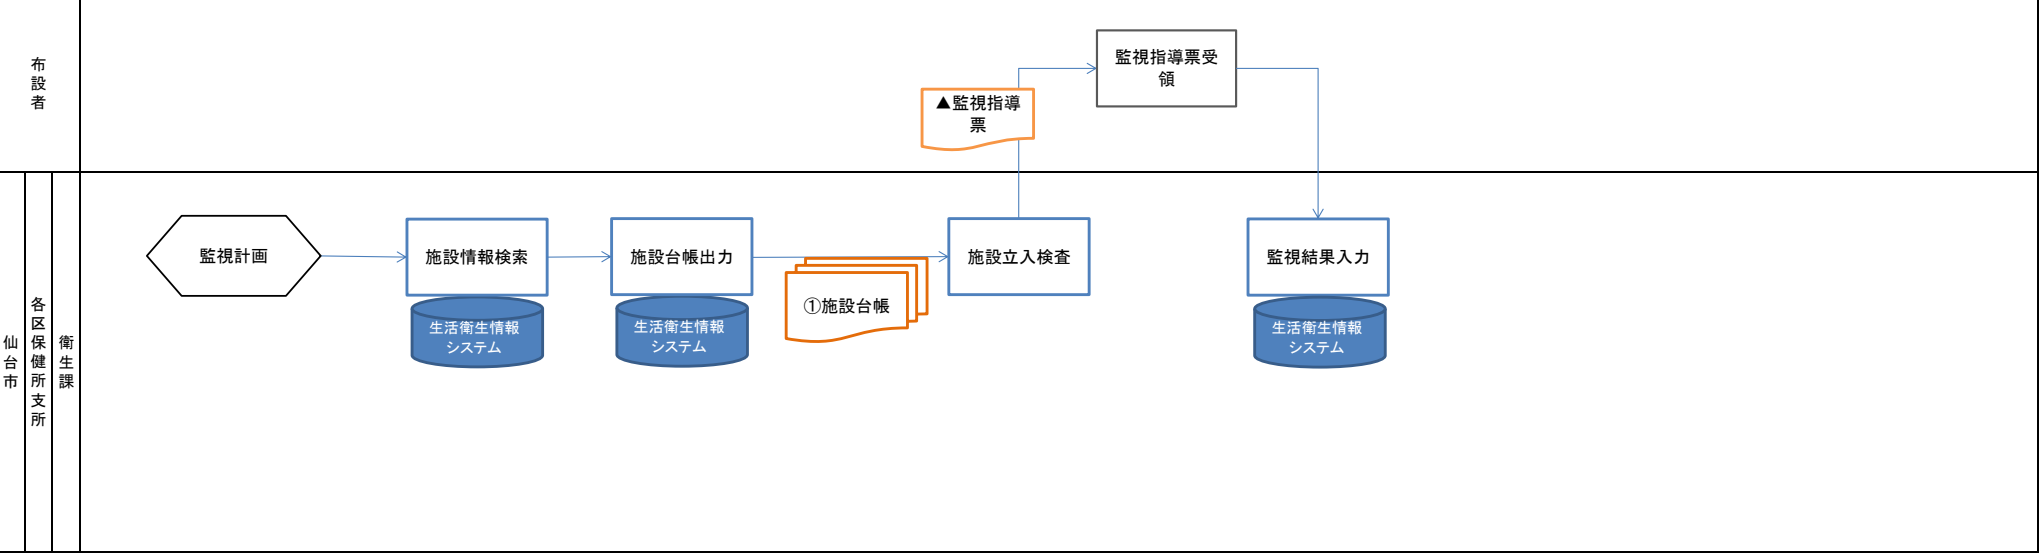 布設者
監視指導票受
領
▲監視指導
票
仙台市
各区保健所支所
衛生課
監視計画
施設情報検索
生活衛生情報
システム
施設台帳出力
生活衛生情報
システム
①施設台帳
施設立入検査
監視結果入力
生活衛生情報
システム